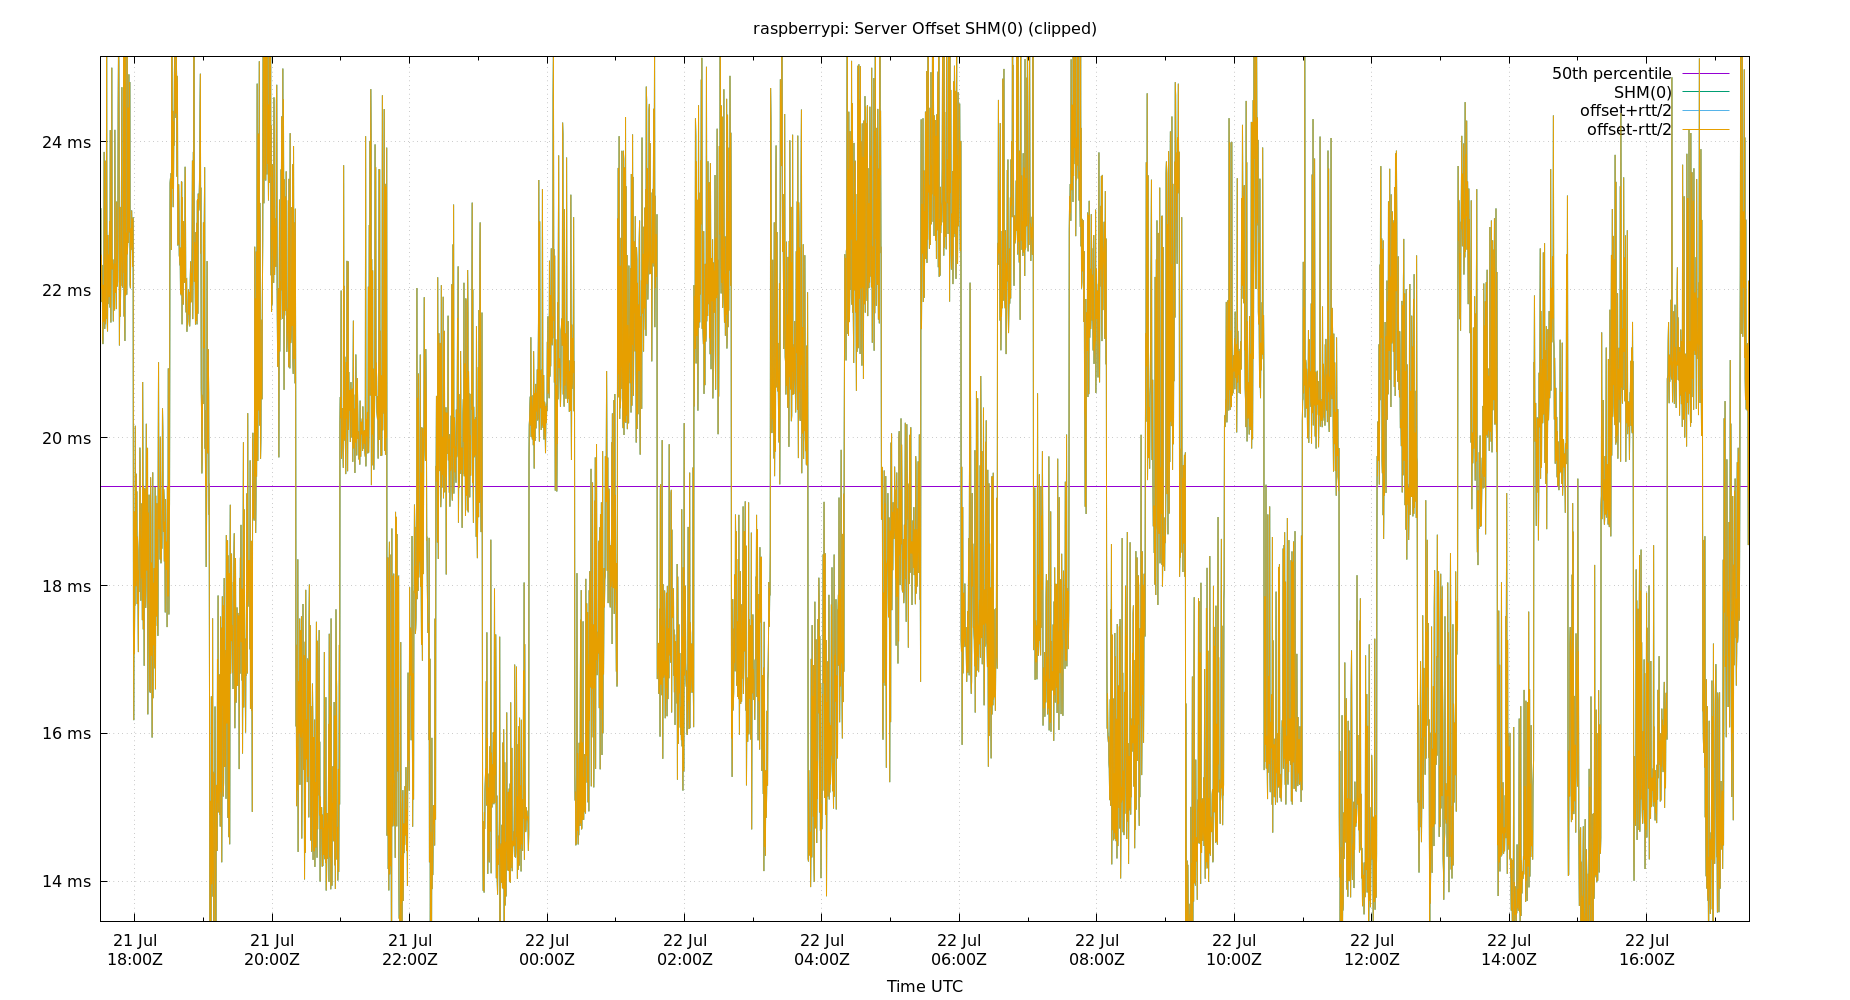 raspberrypi: Server Offset SHM(0) (clipped)
50th percentile
SHM(0)
offset+rtt/2
offset-rtt/2
24 ms
22 ms
20 ms
18 ms
16 ms
14 ms
21 Jul 21 Jul 21 Jul 22 Jul 22 Jul 22 Jul 22 Jul 22 Jul 22 Jul 22 Jul 22 Jul 22 Jul
18:00Z 20:00Z 22:00Z 00:00Z 02:00Z 04:00Z 06:00Z 08:00Z 10:00Z 12:00Z 14:00Z 16:00Z
Time UTC